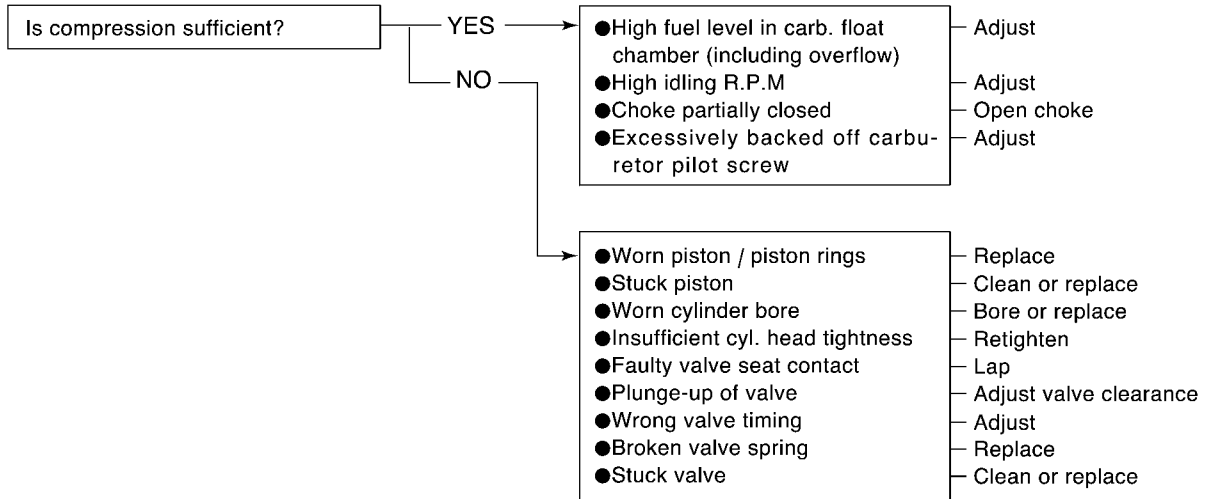 Is compression sufficient?
YES
NO
●High fuel level in carb. float
chamber (including overflow)
●High idling R.P.M
●Choke partially closed
●Excessively backed off carbu-
retor pilot screw
Adjust
Adjust
Open choke
Adjust
●Worn piston / piston rings
●Stuck piston
●Worn cylinder bore
●Insufficient cyl. head tightness
●Faulty valve seat contact
●Plunge-up of valve
●Wrong valve timing
●Broken valve spring
●Stuck valve
Replace
Clean or replace
Bore or replace
Retighten
Lap
Adjust valve clearance
Adjust
Replace
Clean or replace